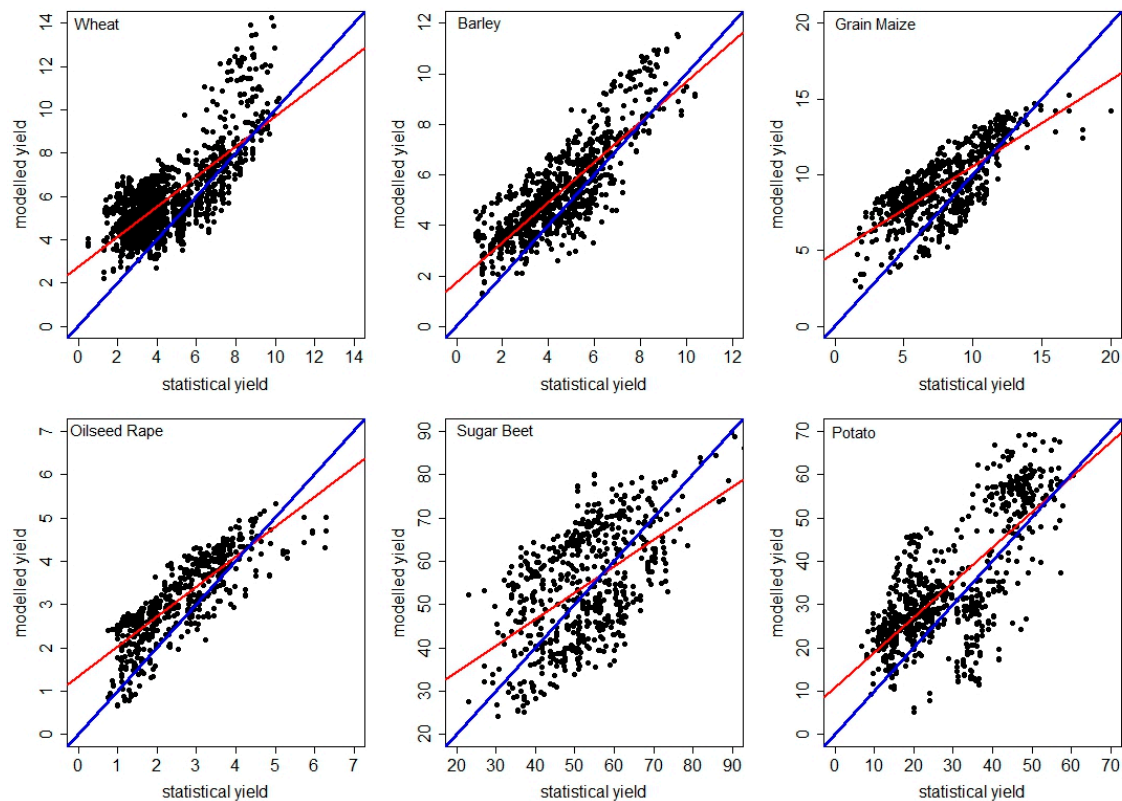 Wheat
modelled yield
14
12
10
8
6
4
2
0
0 2 4 6 8 10 12 14
statistical yield
Barley
modelled yield
12
10
8
6
4
2
0
0 2 4 6 8 10 12
statistical yield
Grain Maize
modelled yield
20
15
10
5
0
0 5 10 15 20
statistical yield
Oilseed Rape
modelled yield
7
6
5
4
3
2
1
0
0 1 2 3 4 5 6 7
statistical yield
Sugar Beet
modelled yield
90
80
70
60
50
40
30
20
20 30 40 50 60 70 80 90
statistical yield
Potato
modelled yield
70
60
50
40
30
20
10
0
0 10 20 30 40 50 60 70
statistical yield